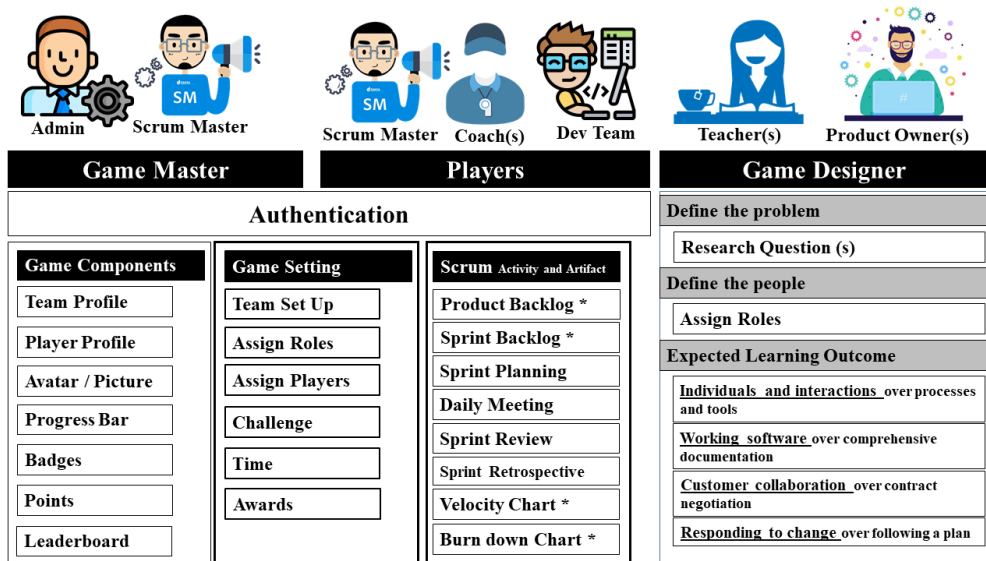 SM
Admin
Scrum Master
SM
Scrum Master
Coach(s)
Dev Team
Teacher(s)
#
Product Owner(s)
Game Master
Players
Game Designer
Authentication
Game Components
Team Profile
Player Profile
Avatar / Picture
Progress Bar
Badges
Points
Leaderboard
Game Setting
Team Set Up
Assign Roles
Assign Players
Challenge
Time
Awards
Scrum Activity and Artifact
Product Backlog *
Sprint Backlog *
Sprint Planning
Daily Meeting
Sprint Review
Sprint Retrospective
Velocity Chart *
Burn down Chart *
Define the problem
Research Question (s)
Define the people
Assign Roles
Expected Learning Outcome
Individuals and interactions over processes
and tools
Working software over comprehensive
documentation
Customer collaboration over contract
negotiation
Responding to change over following a plan